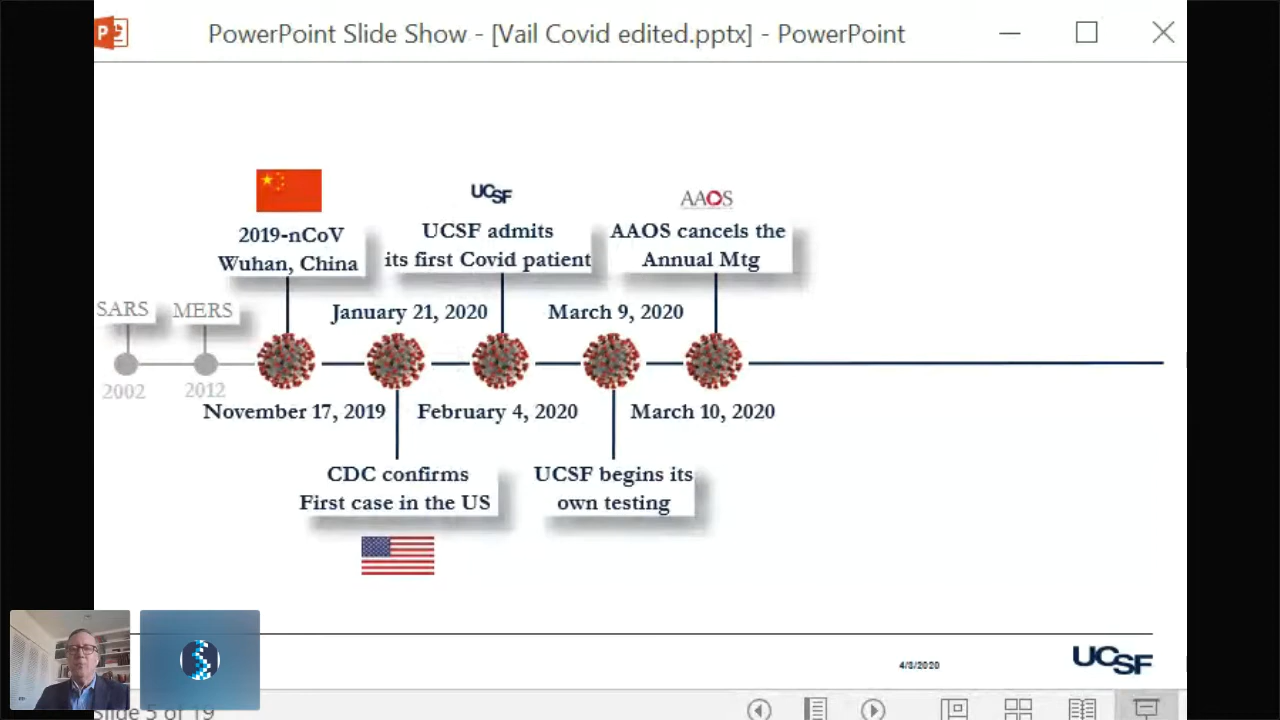 PowerPoint Slide Show - [Vail Covid edited.pptx] - PowerPoint
UCSF
AAOS
2019-nCoV
Wuhan, China
UCSF admits
its first Covid patient
AAOS cancels the
Annual Mtg
SARS
MERS
January 21, 2020
March 9, 2020
2002
2012
November 17, 2019
February 4, 2020
March 10, 2020
CDC confirms
First case in the US
UCSF begins its
own testing
4/3/2020
UCSF
Slide 5 of 19